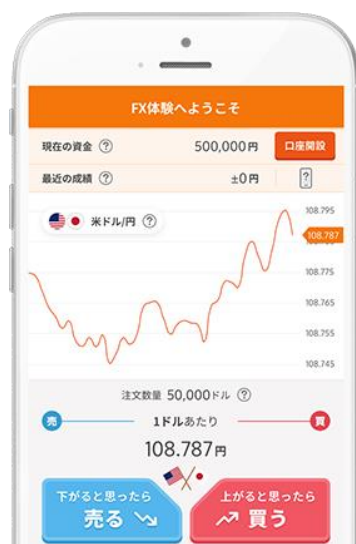 FX体験へようこそ
現在の資金 ?
500,000円
口座開設
最近の成績 ?
±0円
?
米ドル/円 ?
108.795
108.787
108.775
108.765
108.755
108.745
注文数量 50,000ドル ?
売
1ドルあたり
買
108.787円
下がると思ったら
売る
上がると思ったら
買う